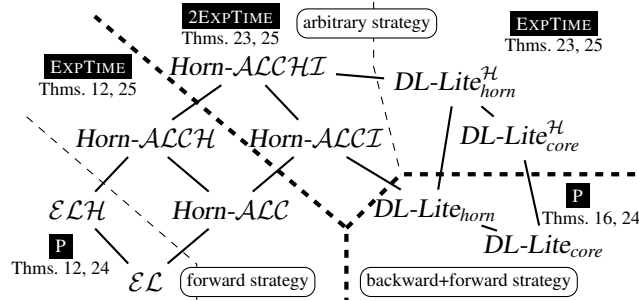 2EXPTIME
Thms. 23, 25
arbitrary strategy
EXPTIME
Thms. 23, 25
EXPTIME
Thms. 12, 25
Horn-ALCHI
DL-Lite^H_horn
Horn-ALCH
Horn-ALCI
DL-Lite^H_core
ELH
Horn-ALC
DL-Lite_horn
P
Thms. 16, 24
P
Thms. 12, 24
DL-Lite_core
EL
forward strategy
backward+forward strategy